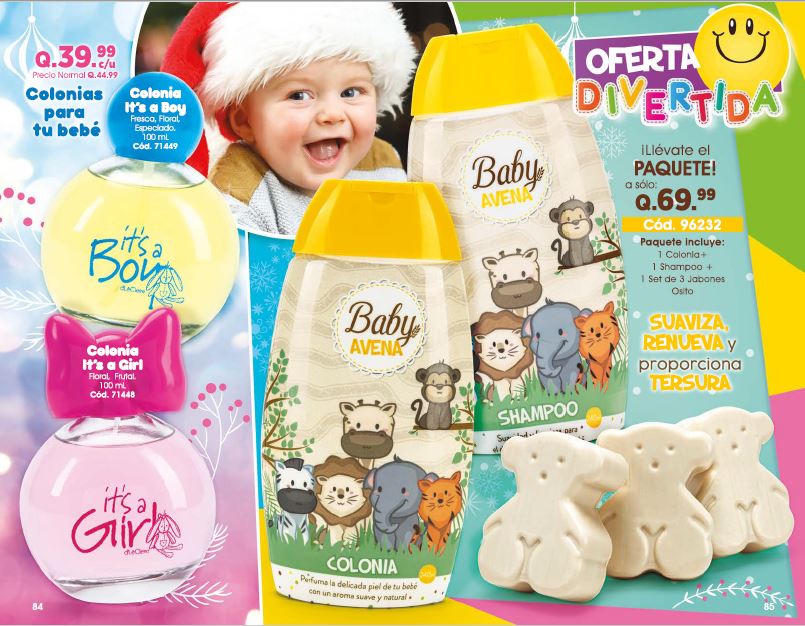 Q.39.99
c/u
Precio Normal Q.44.99
Colonias
para
tu bebé
Colonia
It's a Boy
Fresca, Floral,
Especiado.
100 ml.
Cód. 71449
it's a
Boy
d'LeClere
Colonia
It's a Girl
Floral, Frutal.
100 ml.
Cód. 71448
it's a
Girl
d'LeClere
84
Baby
AVENA
COLONIA
Perfuma la delicada piel de tu bebé
con un aroma suave y natural
Baby
AVENA
SHAMPOO
OFERTA
DIVERTIDA
¡Llévate el
PAQUETE!
a sólo:
Q.69.99
Cód. 96232
Paquete incluye:
1 Colonia+
1 Shampoo +
1 Set de 3 Jabones
Osito
SUAVIZA,
RENUEVA y
proporciona
TERSURA
85